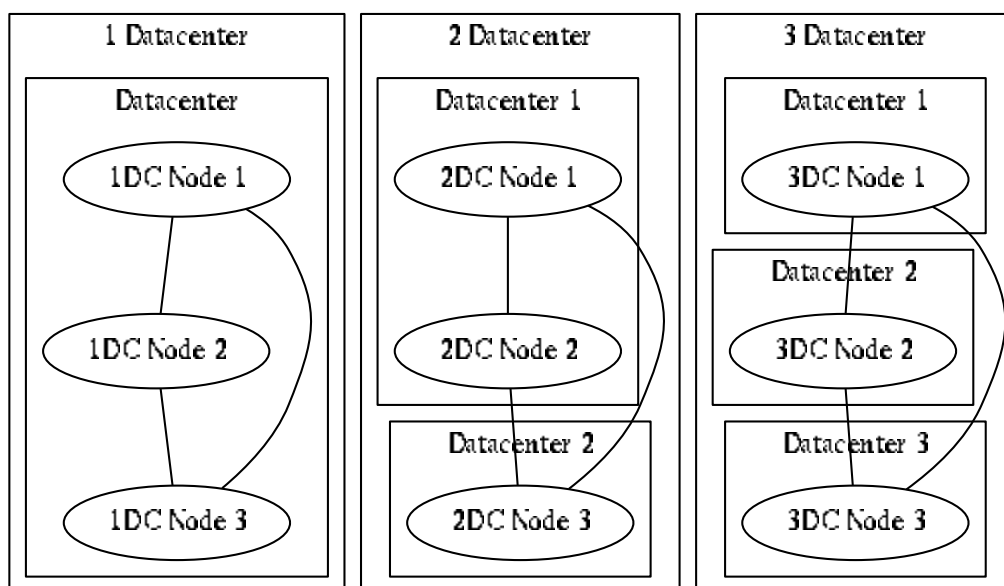 1 Datacenter
Datacenter
1DC Node 1
1DC Node 2
1DC Node 3
2 Datacenter
Datacenter 1
2DC Node 1
2DC Node 2
Datacenter 2
2DC Node 3
3 Datacenter
Datacenter 1
3DC Node 1
Datacenter 2
3DC Node 2
Datacenter 3
3DC Node 3